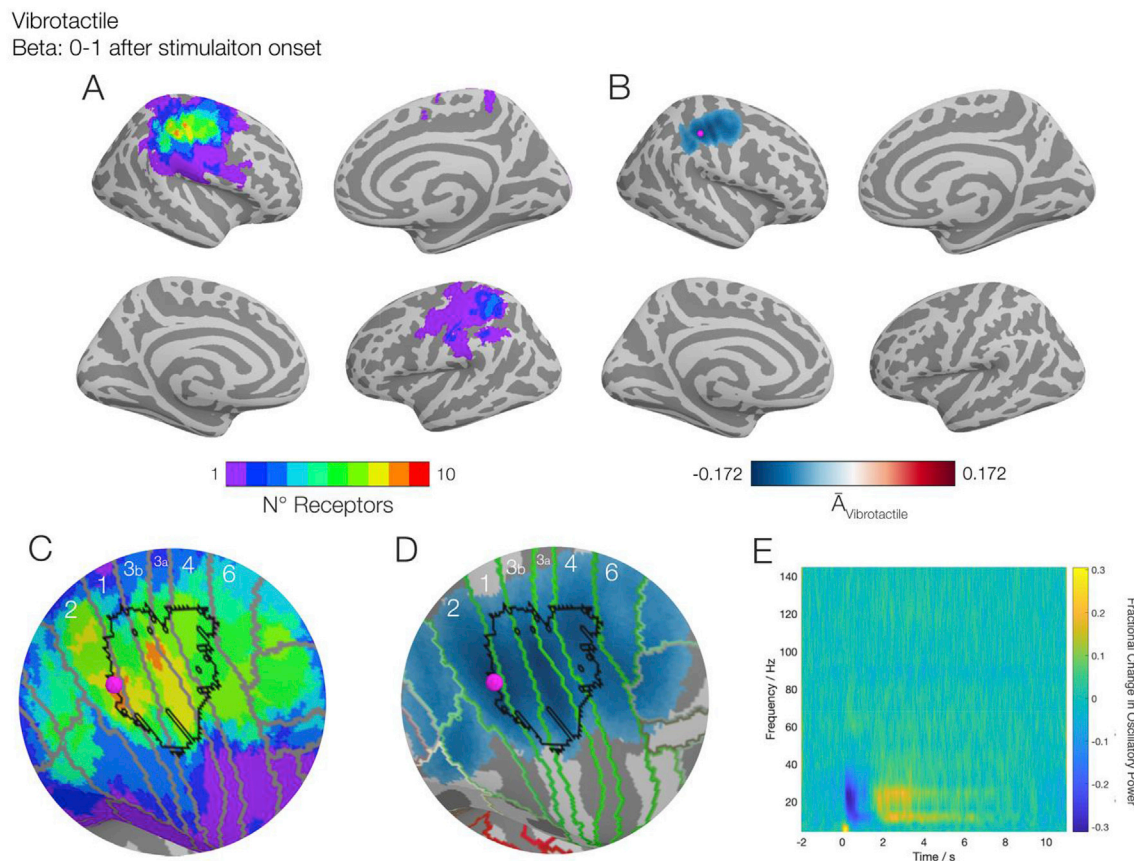 Vibrotactile
Beta: 0-1 after stimulaiton onset
A
B
1
10
N° Receptors
-0.172
0.172
ĀVibrotactile
C
2
1
3b
3a
4
6
D
2
1
3b
3a
4
6
E
140
120
100
80
60
40
20
Frequency / Hz
-2 0 2 4 6 8 10
Time / s
0.3
0.2
0.1
0
-0.1
-0.2
-0.3
Fractional Change in Oscillatory Power